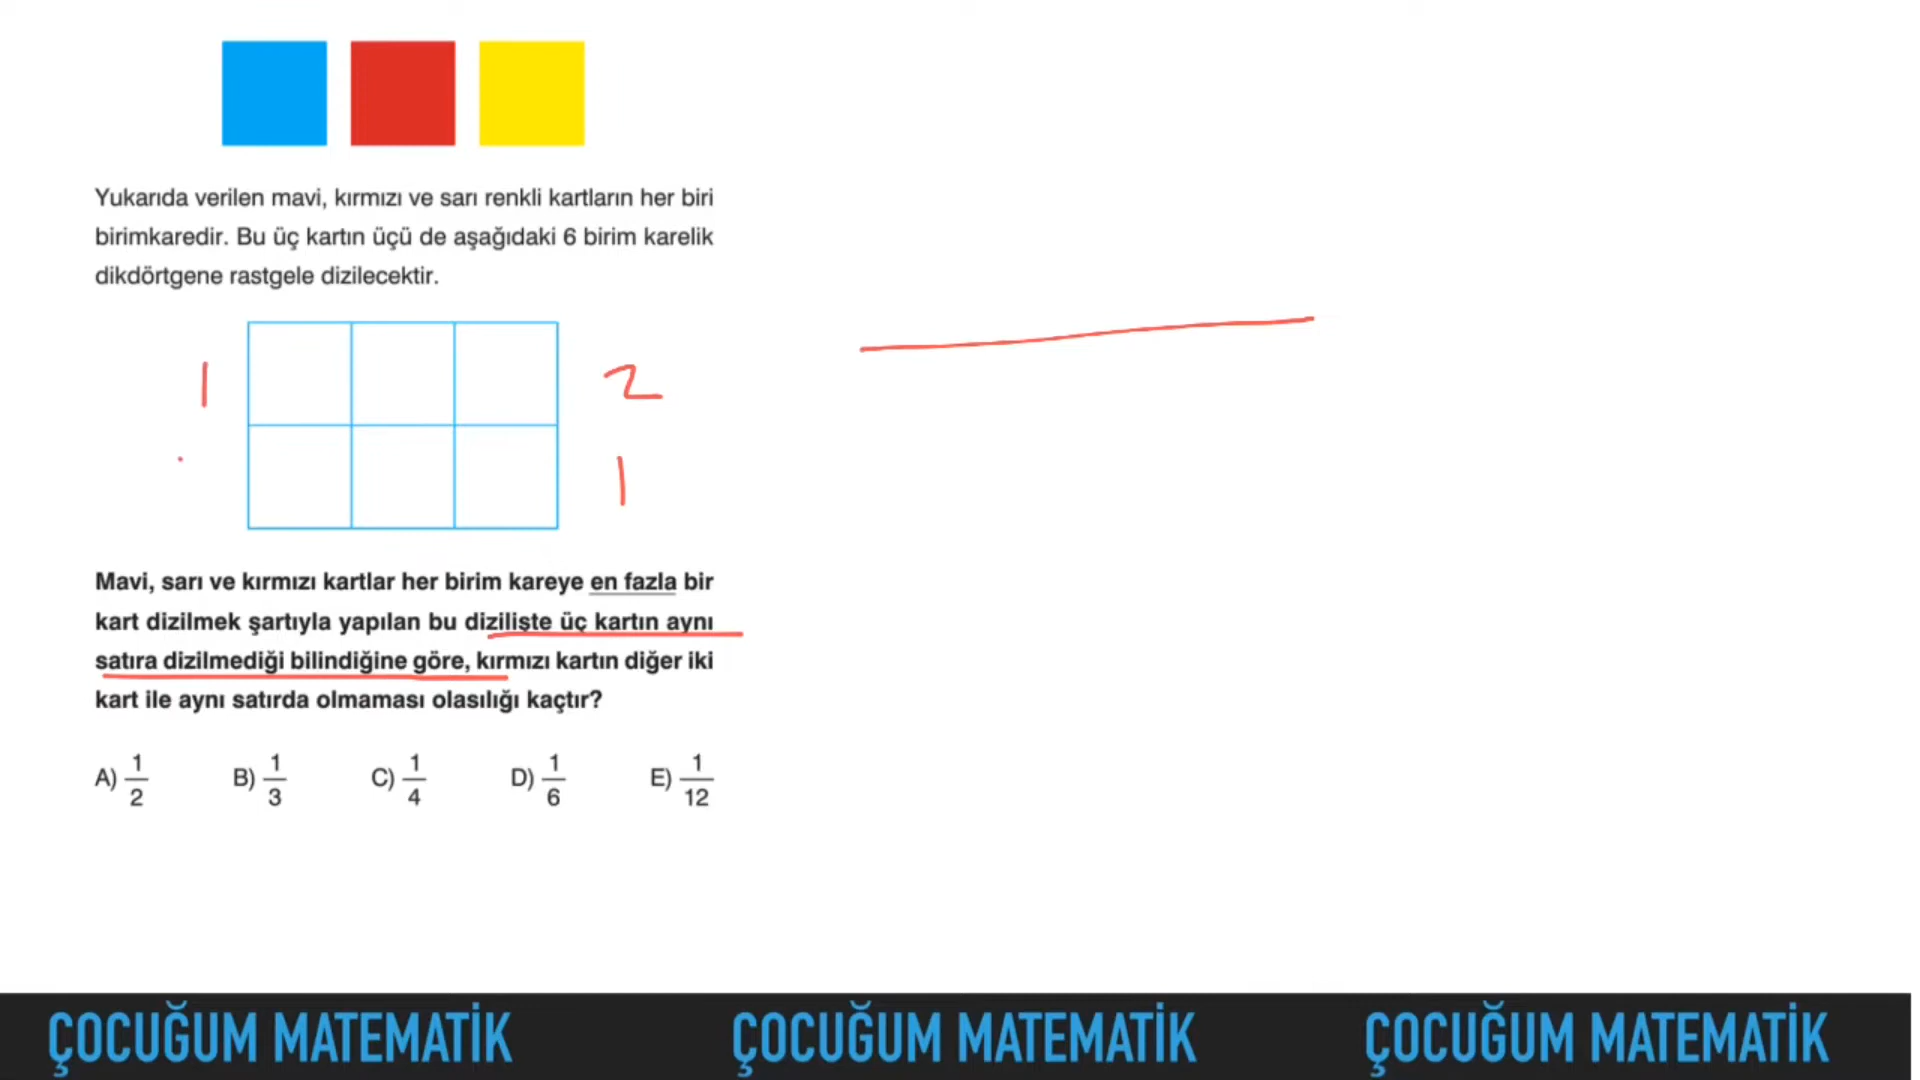 Yukarıda verilen mavi, kırmızı ve sarı renkli kartların her biri
birimkaredir. Bu üç kartın üçü de aşağıdaki 6 birim karelik
dikdörtgene rastgele dizilecektir.
1
2
1
Mavi, sarı ve kırmızı kartlar her birim kareye en fazla bir
kart dizilmek şartıyla yapılan bu dizilişte üç kartın aynı
satıra dizilmediği bilindiğine göre, kırmızı kartın diğer iki
kart ile aynı satırda olmaması olasılığı kaçtır?
A) 1/2 B) 1/3 C) 1/4 D) 1/6 E) 1/12
ÇOCUĞUM MATEMATİK ÇOCUĞUM MATEMATİK ÇOCUĞUM MATEMATİK